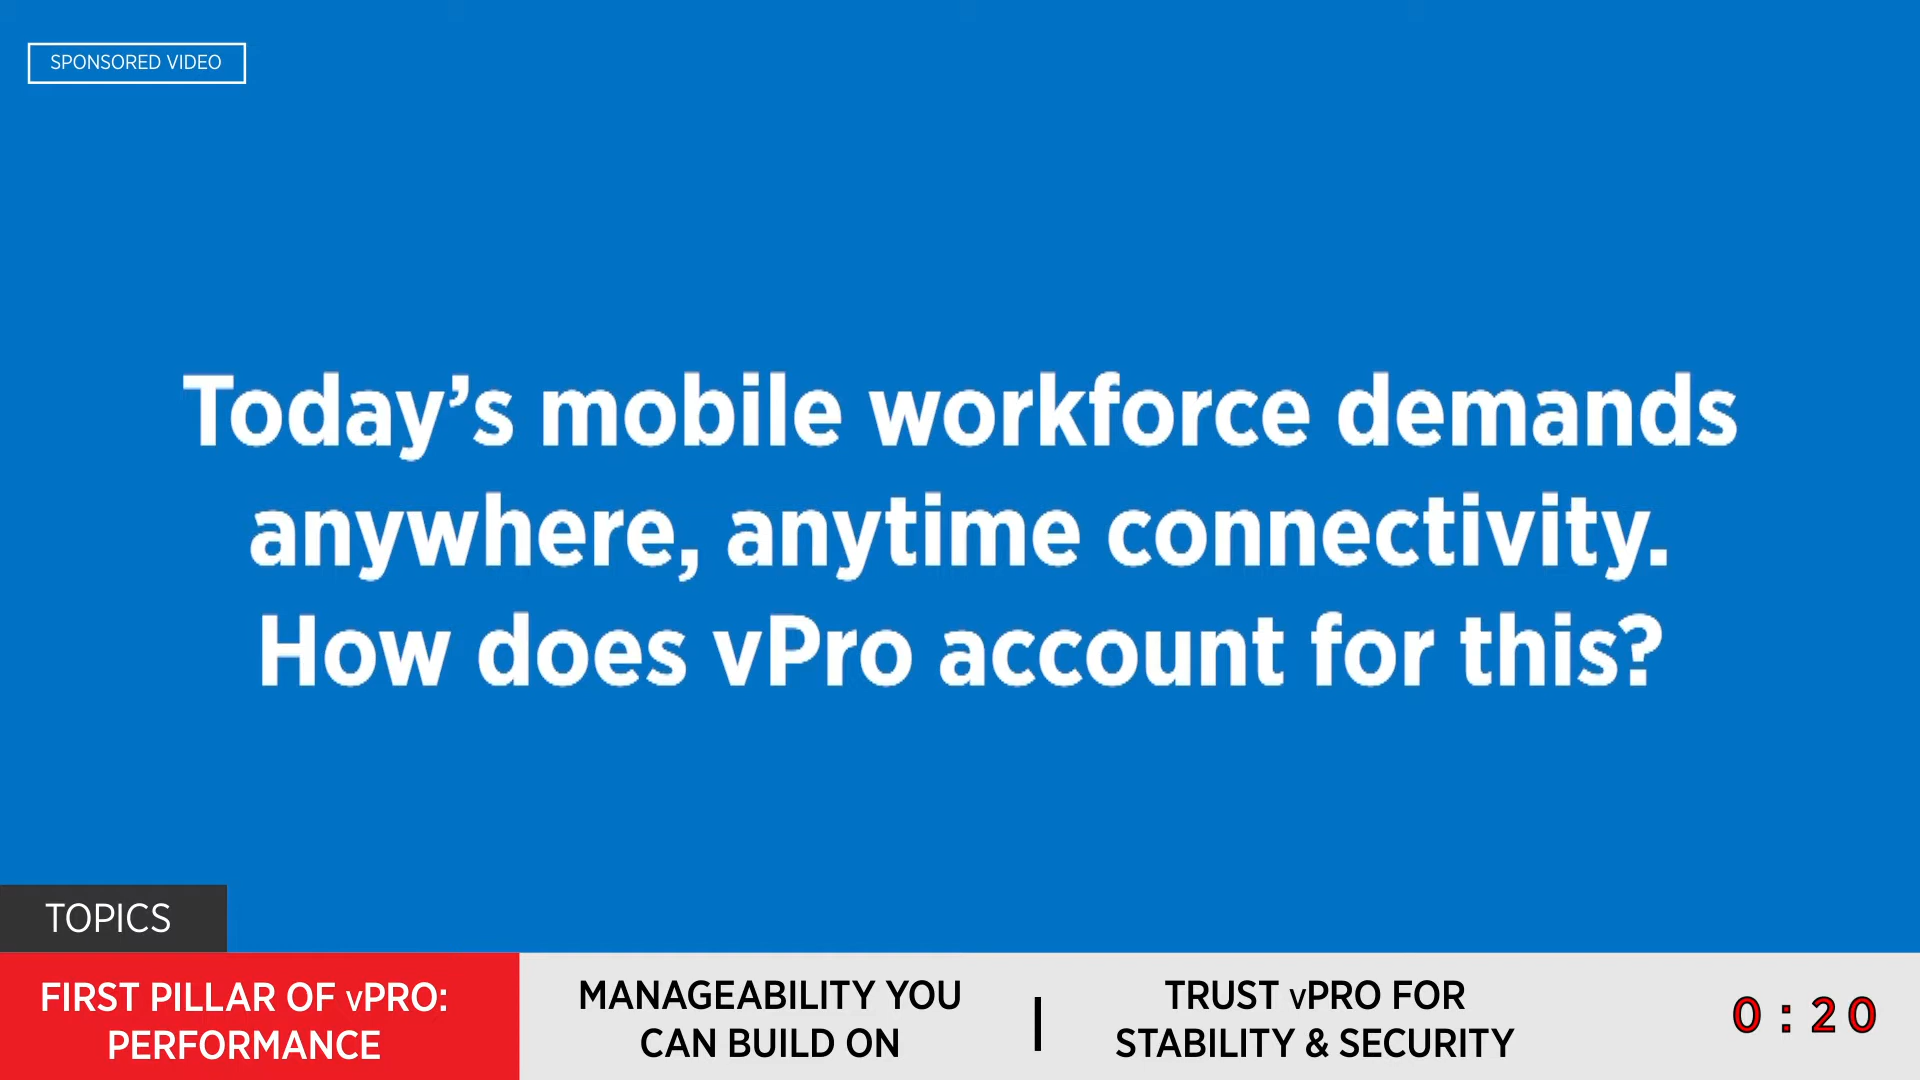 SPONSORED VIDEO
Today’s mobile workforce demands
anywhere, anytime connectivity.
How does vPro account for this?
TOPICS
FIRST PILLAR OF vPRO:
PERFORMANCE
MANAGEABILITY YOU
CAN BUILD ON
TRUST vPRO FOR
STABILITY & SECURITY
0:20